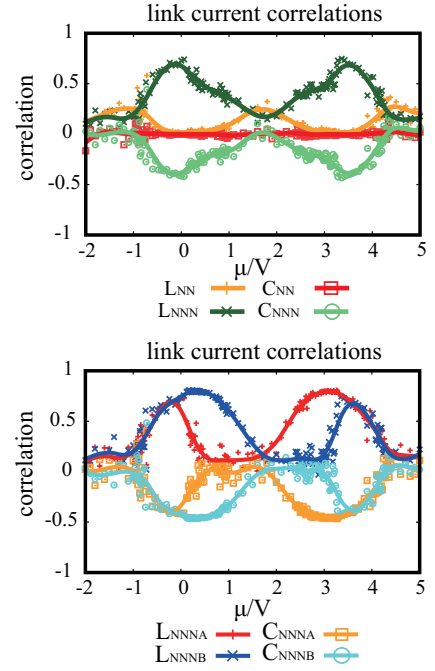 link current correlations
1
0.5
0
-0.5
-1
correlation
-2 -1 0 1 2 3 4 5
μ/V
LNN CNN
LNNN CNNN
link current correlations
1
0.5
0
-0.5
-1
correlation
-2 -1 0 1 2 3 4 5
μ/V
LNNNA CNNNA
LNNNB CNNNB